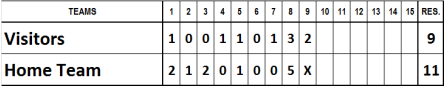 TEAMS 1 2 3 4 5 6 7 8 9 10 11 12 13 14 15 RES.
Visitors 1 0 0 1 1 0 1 3 2 9
Home Team 2 1 2 0 1 0 0 5 X 11